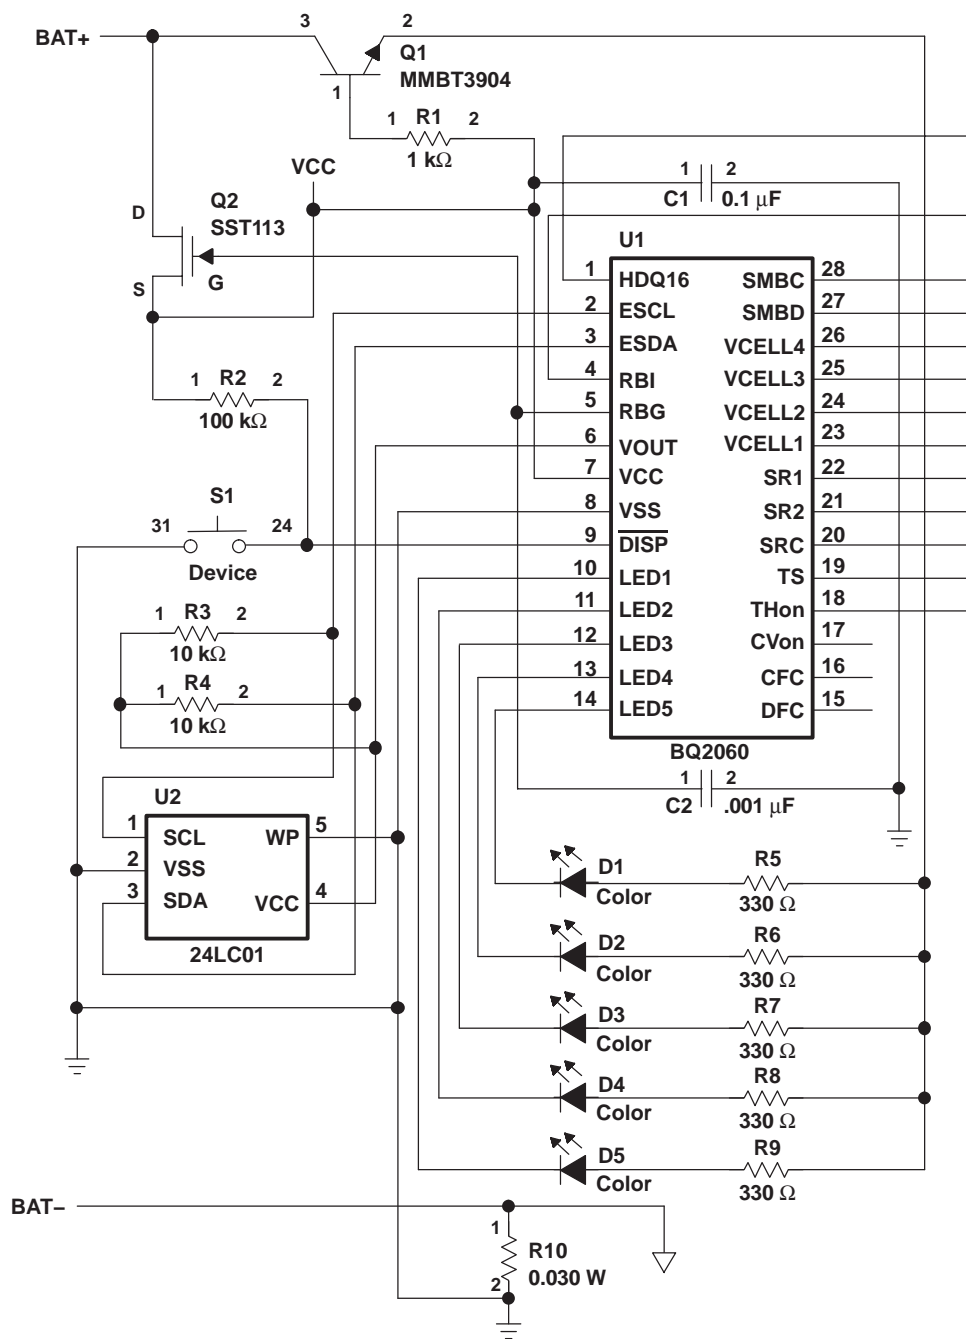 3
2
BAT+
Q1
MMBT3904
1
1
R1
2
1 kΩ
VCC
1
2
C1
0.1 μF
Q2
SST113
D
S
G
U1
1
HDQ16
SMBC
28
2
ESCL
SMBD
27
3
ESDA
VCELL4
26
4
RBI
VCELL3
25
5
RBG
VCELL2
24
6
VOUT
VCELL1
23
7
VCC
SR1
22
8
VSS
SR2
21
9
DISP
SRC
20
10
LED1
TS
19
11
LED2
THon
18
12
LED3
CVon
17
13
LED4
CFC
16
14
LED5
DFC
15
BQ2060
1
R2
2
100 kΩ
S1
31
24
Device
1
R3
2
10 kΩ
1
R4
2
10 kΩ
1
2
C2
.001 μF
U2
1
SCL
WP
5
2
VSS
3
SDA
VCC
4
24LC01
D1
Color
R5
330 Ω
D2
Color
R6
330 Ω
D3
Color
R7
330 Ω
D4
Color
R8
330 Ω
D5
Color
R9
330 Ω
BAT–
1
R10
0.030 W
2